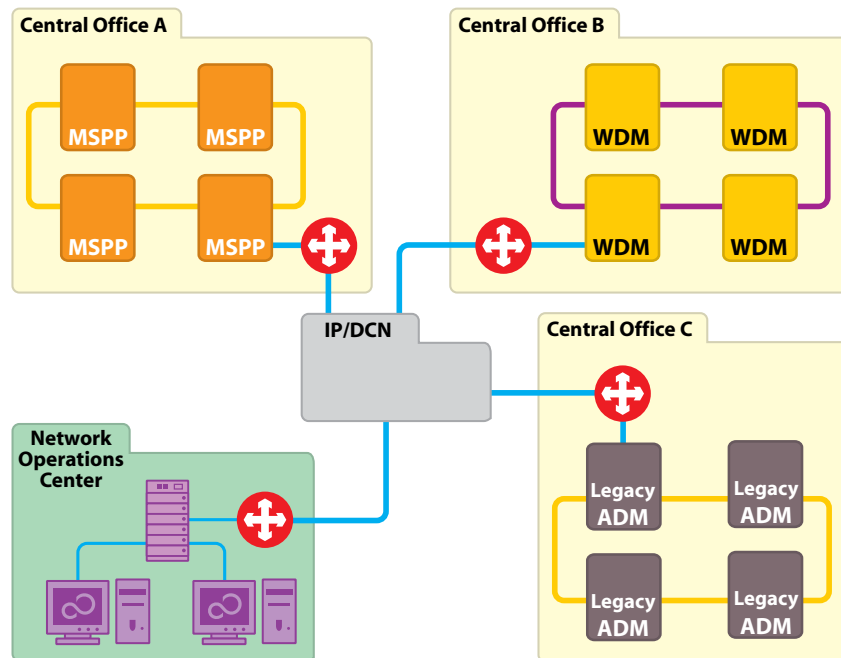 Central Office A
MSPP
MSPP
MSPP
MSPP
Central Office B
WDM
WDM
WDM
WDM
IP/DCN
Central Office C
Legacy
ADM
Legacy
ADM
Legacy
ADM
Legacy
ADM
Network
Operations
Center